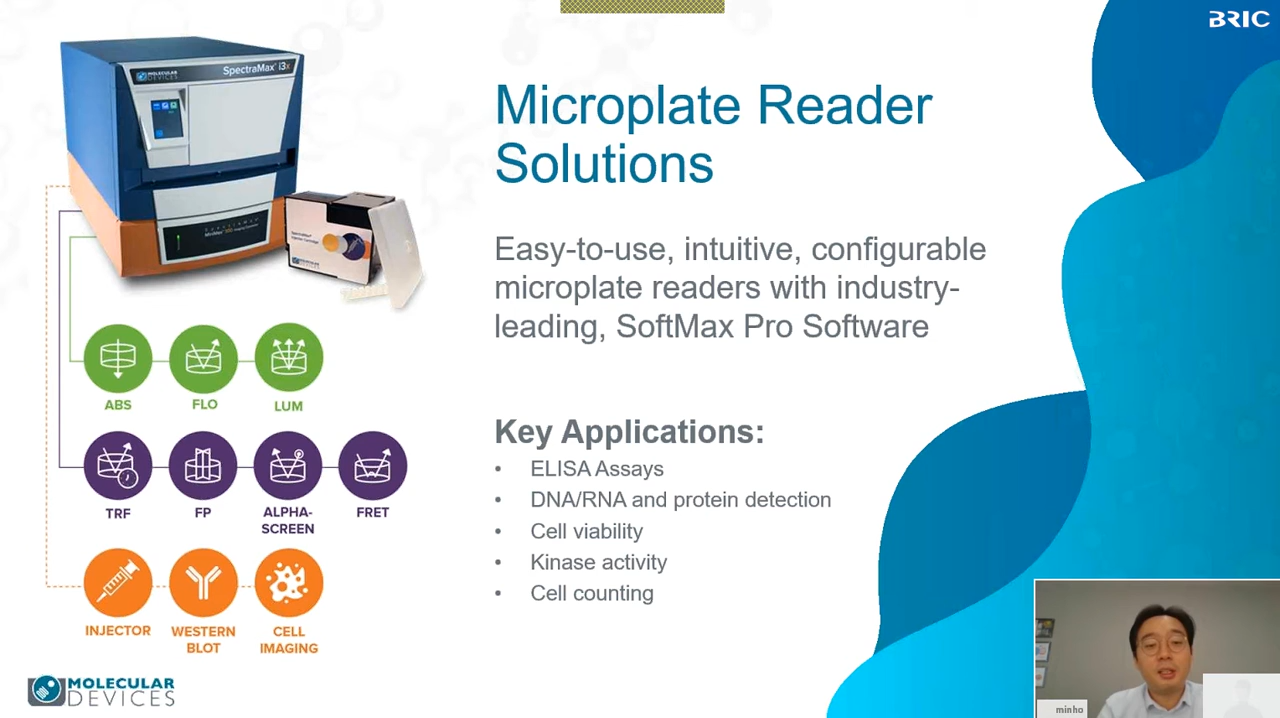 BRIC
MOLECULAR
DEVICES
SpectraMax® i3x
Microplate Reader
Solutions
Easy-to-use, intuitive, configurable
microplate readers with industry-
leading, SoftMax Pro Software
ABS
FLO
LUM
Key Applications:
• ELISA Assays
• DNA/RNA and protein detection
• Cell viability
• Kinase activity
• Cell counting
TRF
FP
ALPHA-
SCREEN
FRET
INJECTOR
WESTERN
BLOT
CELL
IMAGING
MOLECULAR
DEVICES
minho